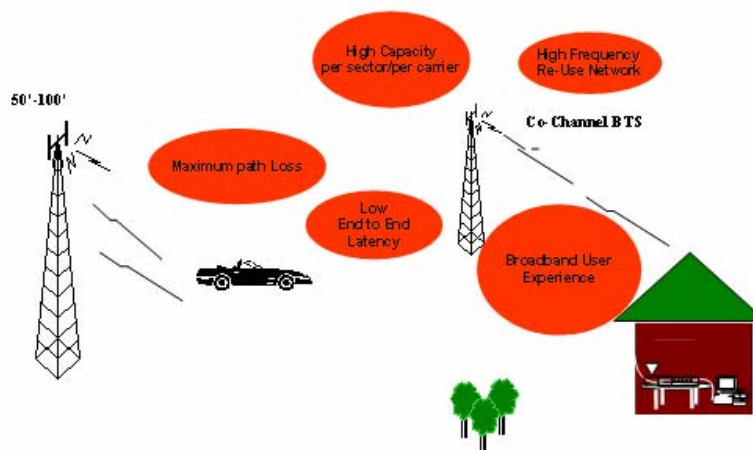 High Capacity
per sector/per carrier
High Frequency
Re-Use Network
50'-100'
Co-Channel BTS
Maximum path Loss
Low
End to End
Latency
Broadband User
Experience